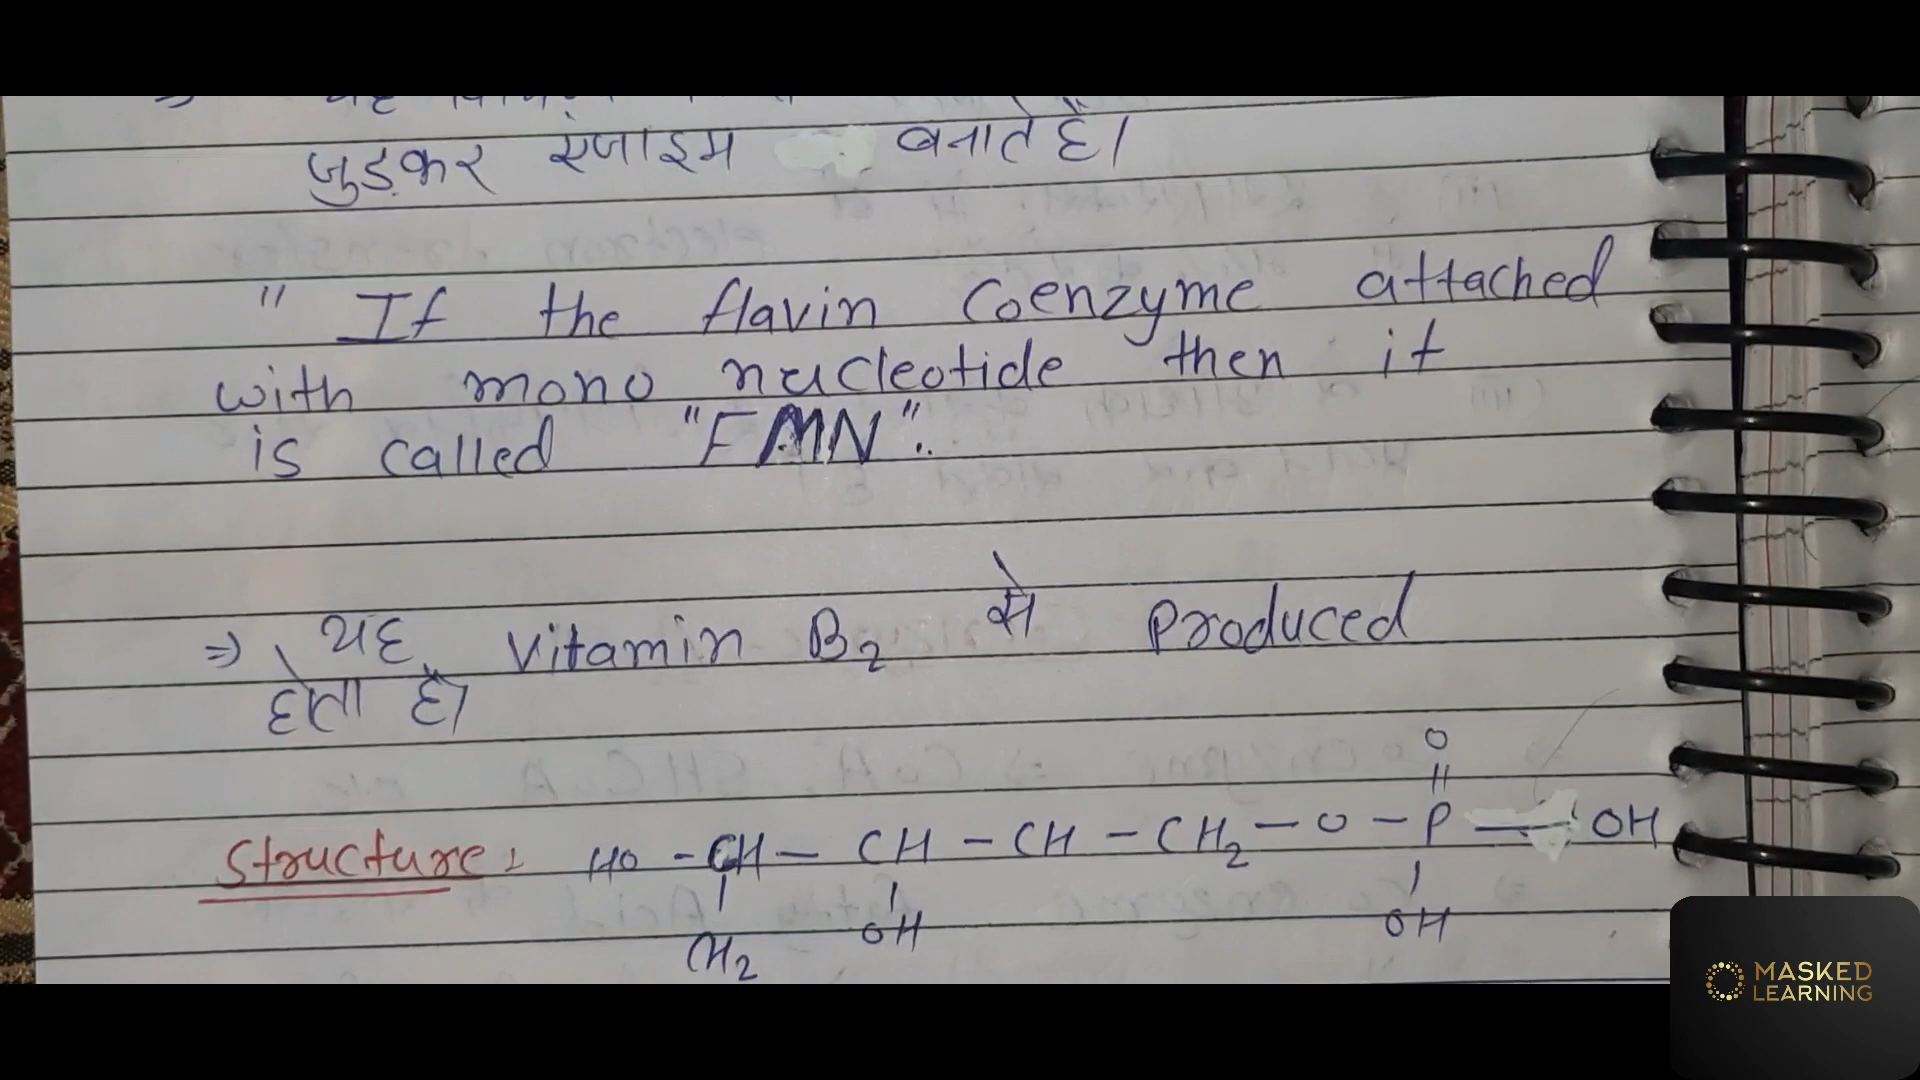 जुड़कर एंजाइम बनाते है।
" If the flavin Coenzyme attached
with mono nucleotide then it
is called "FMN".
⇒ यह Vitamin B2 से Produced
होता है।
O
||
Structure: HO - CH - CH - CH - CH2 - O - P - OH
| | |
CH2 OH OH
MASKED
LEARNING